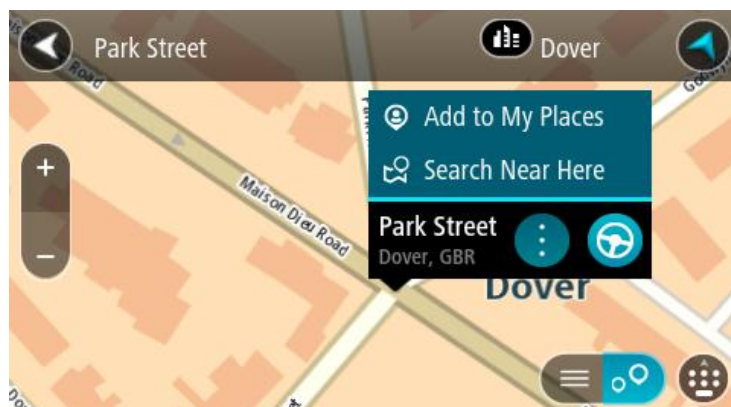 Park Street
Dover
Road
Add to My Places
Search Near Here
Maison Dieu Road
Park Street
Dover, GBR
Dover